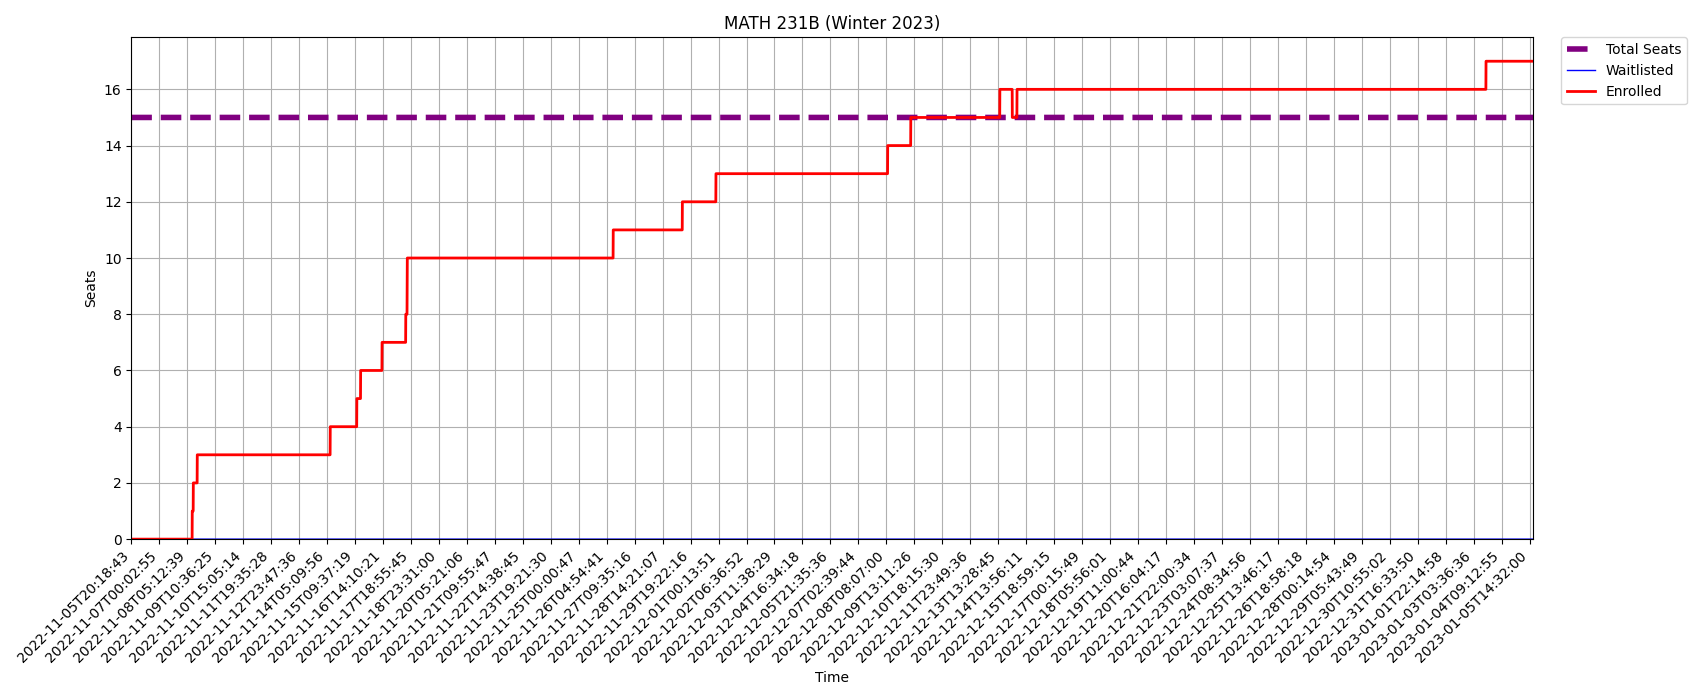 MATH 231B (Winter 2023)
Total Seats
Waitlisted
Enrolled
Seats
16
14
12
10
8
6
4
2
0
2022-11-05T20:18:43
2022-11-07T00:02:55
2022-11-08T05:12:39
2022-11-09T10:36:25
2022-11-10T15:05:14
2022-11-11T19:35:28
2022-11-12T23:47:36
2022-11-14T05:09:56
2022-11-15T09:37:19
2022-11-16T14:10:21
2022-11-17T18:55:45
2022-11-18T23:31:00
2022-11-20T05:21:06
2022-11-21T09:55:47
2022-11-22T14:38:45
2022-11-23T19:21:30
2022-11-25T00:00:47
2022-11-26T04:54:41
2022-11-27T09:35:16
2022-11-28T14:21:07
2022-11-29T19:22:16
2022-12-01T00:13:51
2022-12-02T06:36:52
2022-12-03T11:38:29
2022-12-04T16:34:18
2022-12-05T21:35:36
2022-12-07T02:39:44
2022-12-08T08:07:00
2022-12-09T13:11:26
2022-12-10T18:15:30
2022-12-11T23:49:36
2022-12-13T13:28:45
2022-12-14T13:56:11
2022-12-15T18:59:15
2022-12-17T00:15:49
2022-12-18T05:56:01
2022-12-19T11:00:44
2022-12-20T16:04:17
2022-12-21T22:00:34
2022-12-23T03:07:37
2022-12-24T08:34:56
2022-12-25T13:46:17
2022-12-26T18:58:18
2022-12-28T00:14:54
2022-12-29T05:43:49
2022-12-30T10:55:02
2022-12-31T16:33:50
2023-01-01T22:14:58
2023-01-03T03:36:36
2023-01-04T09:12:55
2023-01-05T14:32:00
Time